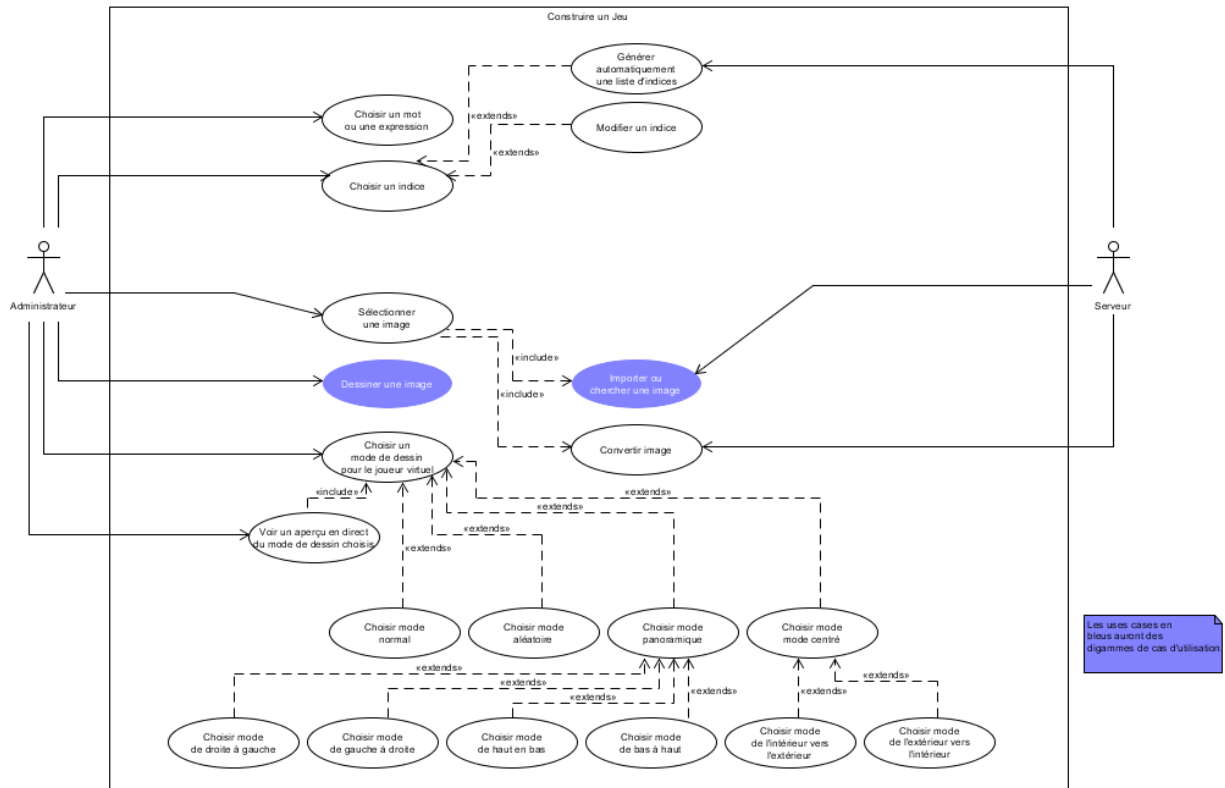 Construire un Jeu
Générer
automatiquement
une liste d'indices
Choisir un mot
ou une expression
«extends»
Modifier un indice
«extends»
Choisir un indice
Administrateur
Serveur
Sélectionner
une image
«include»
Dessiner une image
Importer ou
chercher une image
«include»
Choisir un
mode de dessin
pour le joueur virtuel
Convertir image
«include»
«extends»
«extends»
Voir un aperçu en direct
du mode de dessin choisis
«extends»
«extends»
Choisir mode
normal
Choisir mode
aléatoire
Choisir mode
panoramique
Choisir mode
mode centré
Les uses cases en
bleus auront des
digammes de cas d'utilisation
«extends»
«extends»
«extends»
«extends»
«extends»
«extends»
Choisir mode
de droite à gauche
Choisir mode
de gauche à droite
Choisir mode
de haut en bas
Choisir mode
de bas à haut
Choisir mode
de l'intérieur vers
l'extérieur
Choisir mode
de l'extérieur vers
l'intérieur